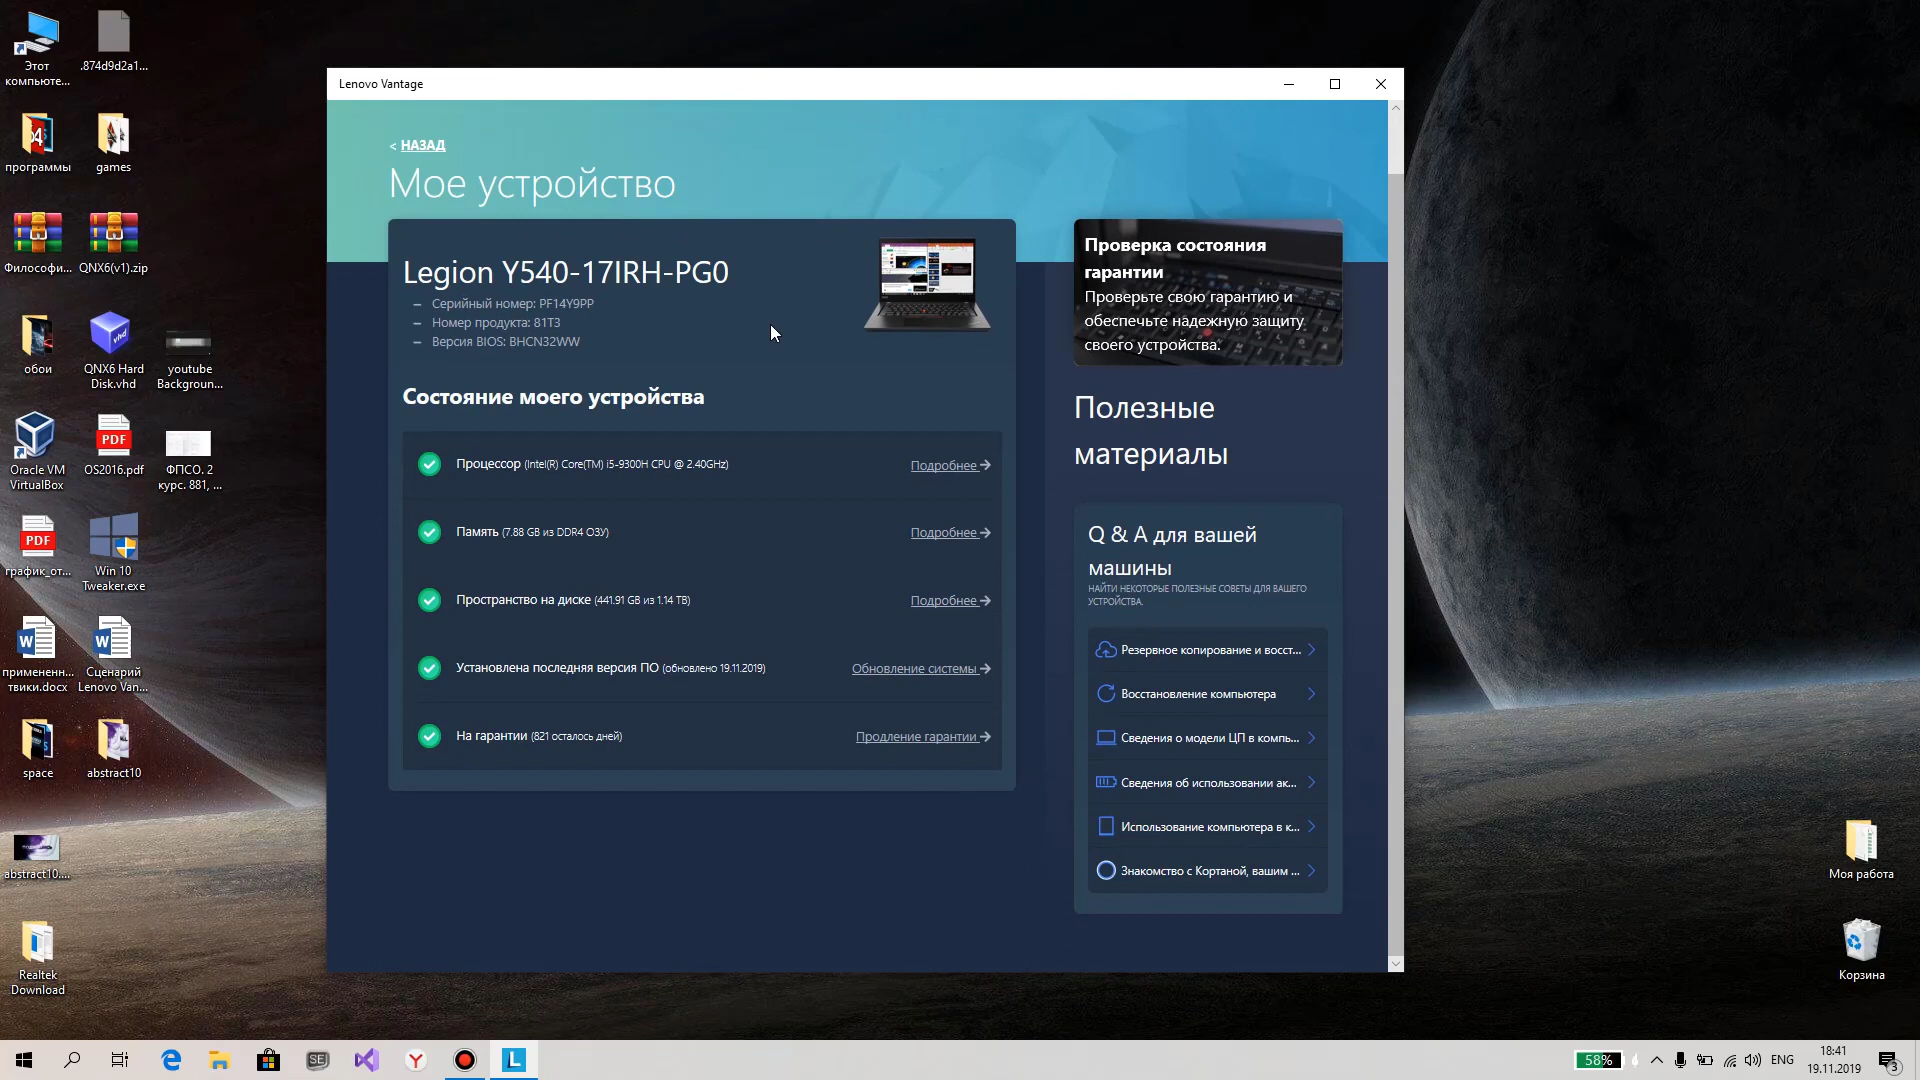 Этот
компьюте...
.874d9d2a1...
программы
games
Философи...
QNX6(v1).zip
обои
QNX6 Hard
Disk.vhd
youtube
Backgroun...
Oracle VM
VirtualBox
PDF
OS2016.pdf
ФПСО. 2
курс. 881, ...
PDF
график_от...
Win 10
Tweaker.exe
примененн...
твики.docx
Сценарий
Lenovo Van...
space
abstract10
abstract10....
Realtek
Download
Lenovo Vantage
< НАЗАД
Мое устройство
Legion Y540-17IRH-PG0
– Серийный номер: PF14Y9PP
– Номер продукта: 81T3
– Версия BIOS: BHCN32WW
Состояние моего устройства
Процессор (Intel(R) Core(TM) i5-9300H CPU @ 2.40GHz)
Подробнее
Память (7.88 GB из DDR4 ОЗУ)
Подробнее
Пространство на диске (441.91 GB из 1.14 TB)
Подробнее
Установлена последняя версия ПО (обновлено 19.11.2019)
Обновление системы
На гарантии (821 осталось дней)
Продление гарантии
Проверка состояния
гарантии
Проверьте свою гарантию и
обеспечьте надежную защиту
своего устройства.
Полезные
материалы
Q & A для вашей
машины
НАЙТИ НЕКОТОРЫЕ ПОЛЕЗНЫЕ СОВЕТЫ ДЛЯ ВАШЕГО
УСТРОЙСТВА.
Резервное копирование и восст...
Восстановление компьютера
Сведения о модели ЦП в компь...
Сведения об использовании ак...
Использование компьютера в к...
Знакомство с Кортаной, вашим ...
Моя работа
Корзина
SE
Y
L
58%
ENG
18:41
19.11.2019
3